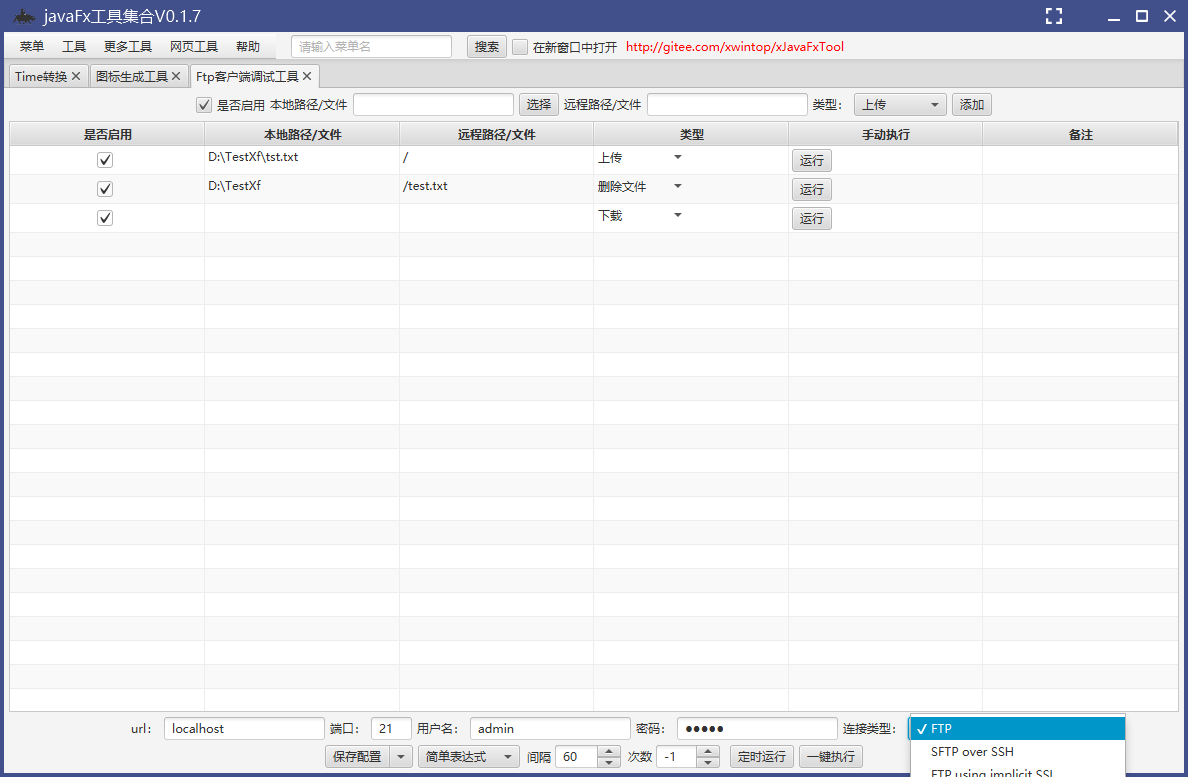 javaFx工具集合V0.1.7
菜单 工具 更多工具 网页工具 帮助 请输入菜单名 搜索 在新窗口中打开 http://gitee.com/xwintop/xJavaFxTool
Time转换 图标生成工具 Ftp客户端调试工具
是否启用 本地路径/文件 选择 远程路径/文件 类型： 上传 添加
是否启用 本地路径/文件 远程路径/文件 类型 手动执行 备注
D:\TestXf\tst.txt / 上传 运行
D:\TestXf /test.txt 删除文件 运行
下载 运行
url： localhost 端口： 21 用户名： admin 密码： ●●●●● 连接类型： FTP
SFTP over SSH
保存配置 简单表达式 间隔 60 次数 -1 定时运行 一键执行
FTP using implicit SSL